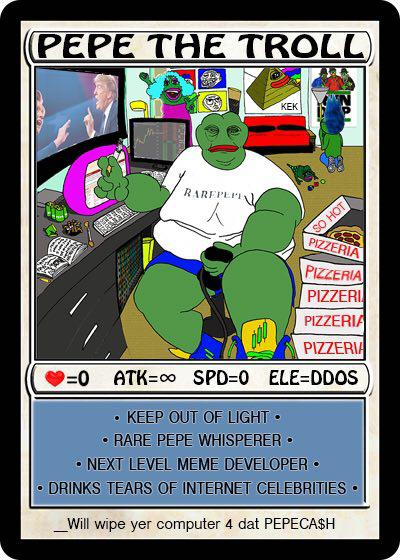 PEPE THE TROLL
KEK
RAREPEPE
SO HOT
PIZZERIA
PIZZERIA
PIZZERI
PIZZERIA
PIZZERIA
❤=0 ATK=∞ SPD=0 ELE=DDOS
• KEEP OUT OF LIGHT •
• RARE PEPE WHISPERER •
• NEXT LEVEL MEME DEVELOPER •
• DRINKS TEARS OF INTERNET CELEBRITIES •
__Will wipe yer computer 4 dat PEPECA$H